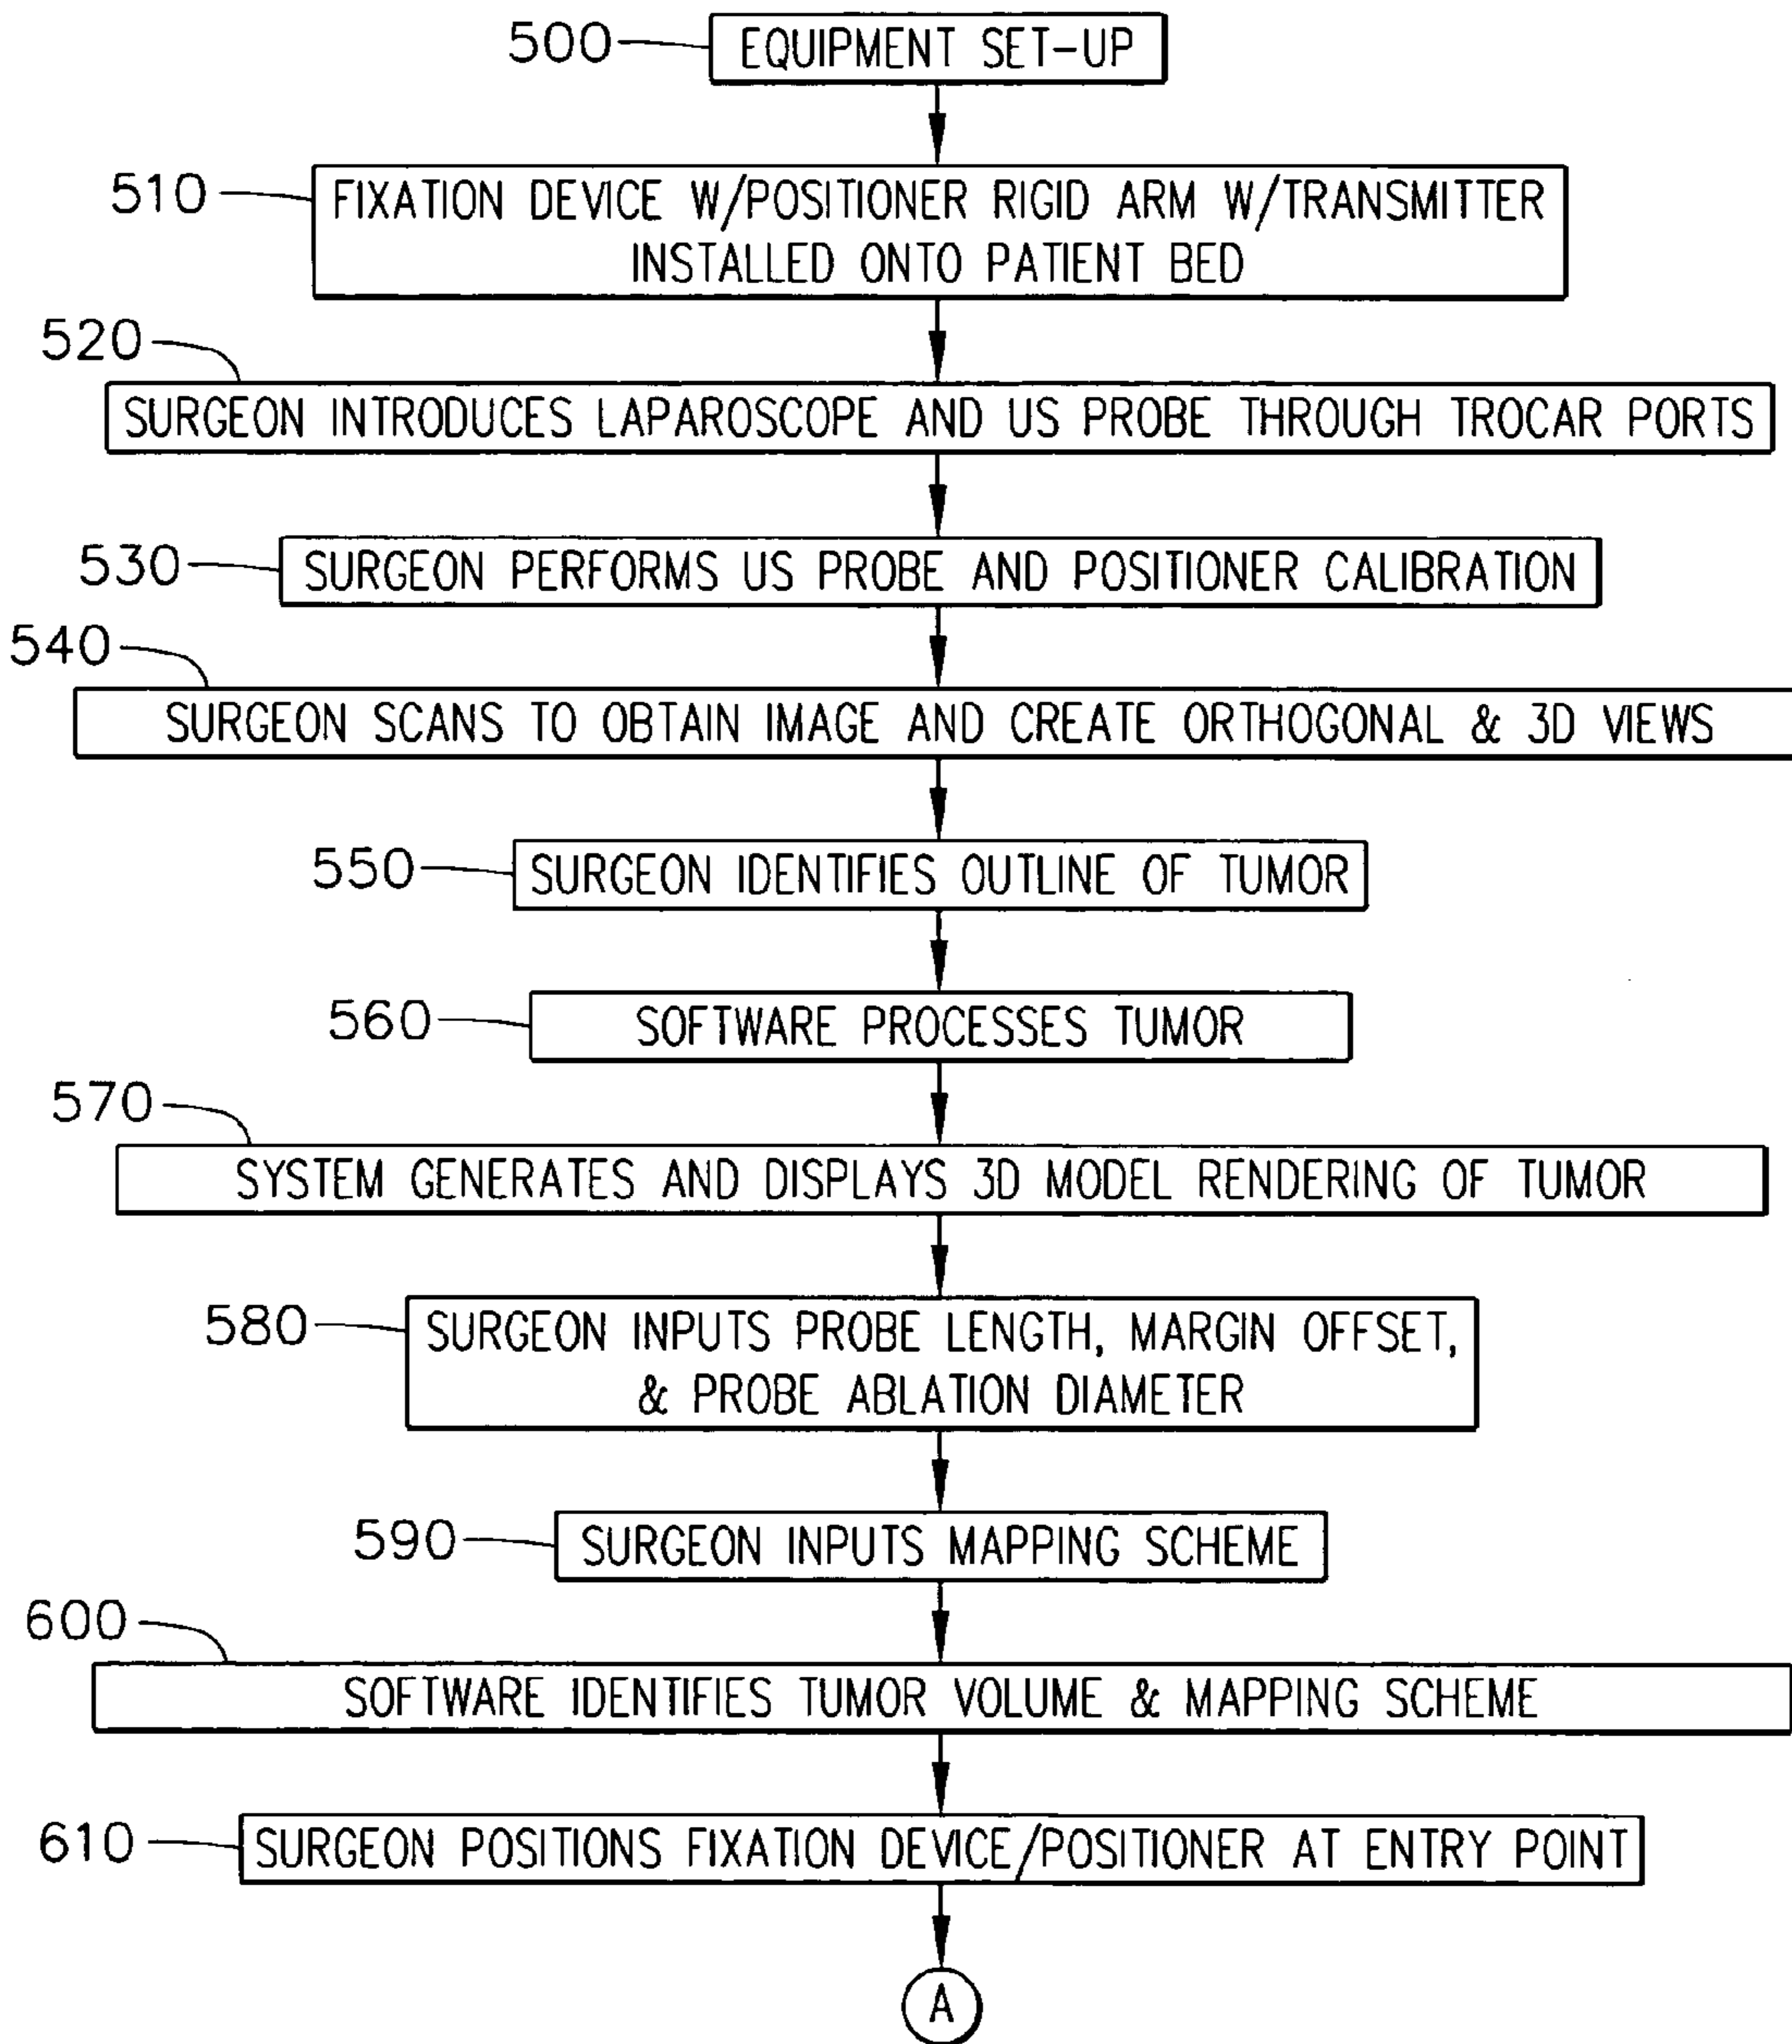 500
EQUIPMENT SET-UP
510
FIXATION DEVICE W/POSITIONER RIGID ARM W/TRANSMITTER
INSTALLED ONTO PATIENT BED
520
SURGEON INTRODUCES LAPAROSCOPE AND US PROBE THROUGH TROCAR PORTS
530
SURGEON PERFORMS US PROBE AND POSITIONER CALIBRATION
540
SURGEON SCANS TO OBTAIN IMAGE AND CREATE ORTHOGONAL & 3D VIEWS
550
SURGEON IDENTIFIES OUTLINE OF TUMOR
560
SOFTWARE PROCESSES TUMOR
570
SYSTEM GENERATES AND DISPLAYS 3D MODEL RENDERING OF TUMOR
580
SURGEON INPUTS PROBE LENGTH, MARGIN OFFSET,
& PROBE ABLATION DIAMETER
590
SURGEON INPUTS MAPPING SCHEME
600
SOFTWARE IDENTIFIES TUMOR VOLUME & MAPPING SCHEME
610
SURGEON POSITIONS FIXATION DEVICE/POSITIONER AT ENTRY POINT
A